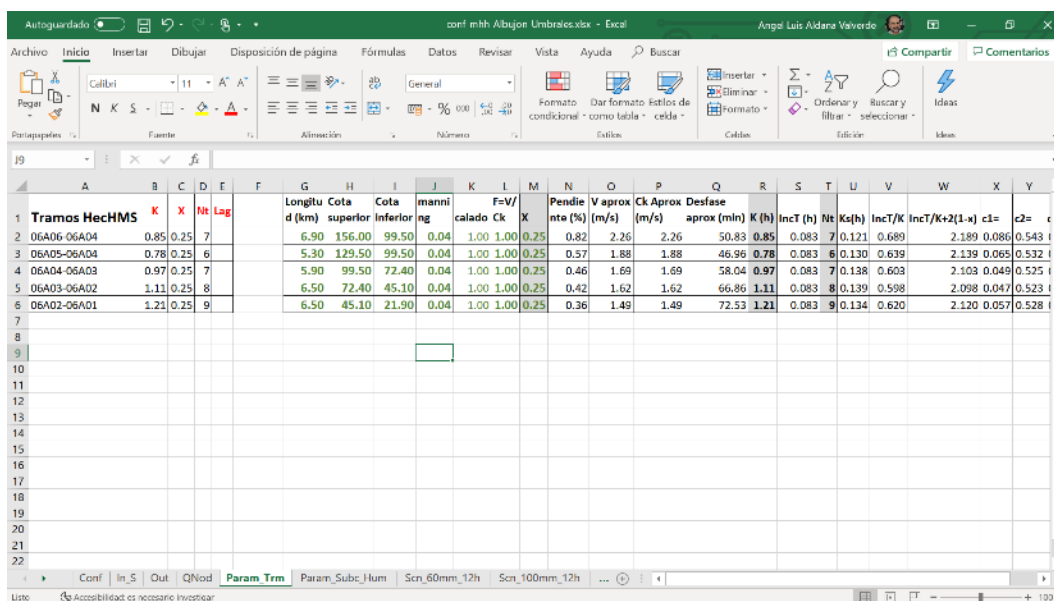 Autoguardado
conf mhh Albujon Umbrales.xlsx - Excel
Angel Luis Aldana Valverde
Archivo Inicio Insertar Dibujar Disposición de página Fórmulas Datos Revisar Vista Ayuda Buscar Compartir Comentarios
Pegar
Calibri 11
N K S
General
% 000
Formato condicional
Dar formato como tabla
Estilos de celda
Insertar
Eliminar
Formato
Ordenar y filtrar
Buscar y seleccionar
Ideas
Portapapeles Fuente Alineación Número Estilos Celdas Edición Ideas
J9 fx
A B C D E F G H I J K L M N O P Q R S T U V W X Y
1 Tramos HecHMS K X Nt Lag Longitud (km) Cota superior Cota Inferior manning calado F=V/Ck X Pendiente (%) V aprox (m/s) Ck Aprox (m/s) Desfase aprox (min) K (h) IncT (h) Nt Ks(h) IncT/K IncT/K+2(1-x) c1= c2=
2 06A06-06A04 0.85 0.25 7 6.90 156.00 99.50 0.04 1.00 1.00 0.25 0.82 2.26 2.26 50.83 0.85 0.083 7 0.121 0.689 2.189 0.086 0.543
3 06A05-06A04 0.78 0.25 6 5.30 129.50 99.50 0.04 1.00 1.00 0.25 0.57 1.88 1.88 46.96 0.78 0.083 6 0.130 0.639 2.139 0.065 0.532
4 06A04-06A03 0.97 0.25 7 5.90 99.50 72.40 0.04 1.00 1.00 0.25 0.46 1.69 1.69 58.04 0.97 0.083 7 0.138 0.603 2.103 0.049 0.525
5 06A03-06A02 1.11 0.25 8 6.50 72.40 45.10 0.04 1.00 1.00 0.25 0.42 1.62 1.62 66.86 1.11 0.083 8 0.139 0.598 2.098 0.047 0.523
6 06A02-06A01 1.21 0.25 9 6.50 45.10 21.90 0.04 1.00 1.00 0.25 0.36 1.49 1.49 72.53 1.21 0.083 9 0.134 0.620 2.120 0.057 0.528
7
8
9
10
11
12
13
14
15
16
17
18
19
20
21
22
Conf In_S Out QNod Param_Trm Param_Subc_Hum Scn_60mm_12h Scn_100mm_12h ...
Listo Accesibilidad: es necesario investigar 100